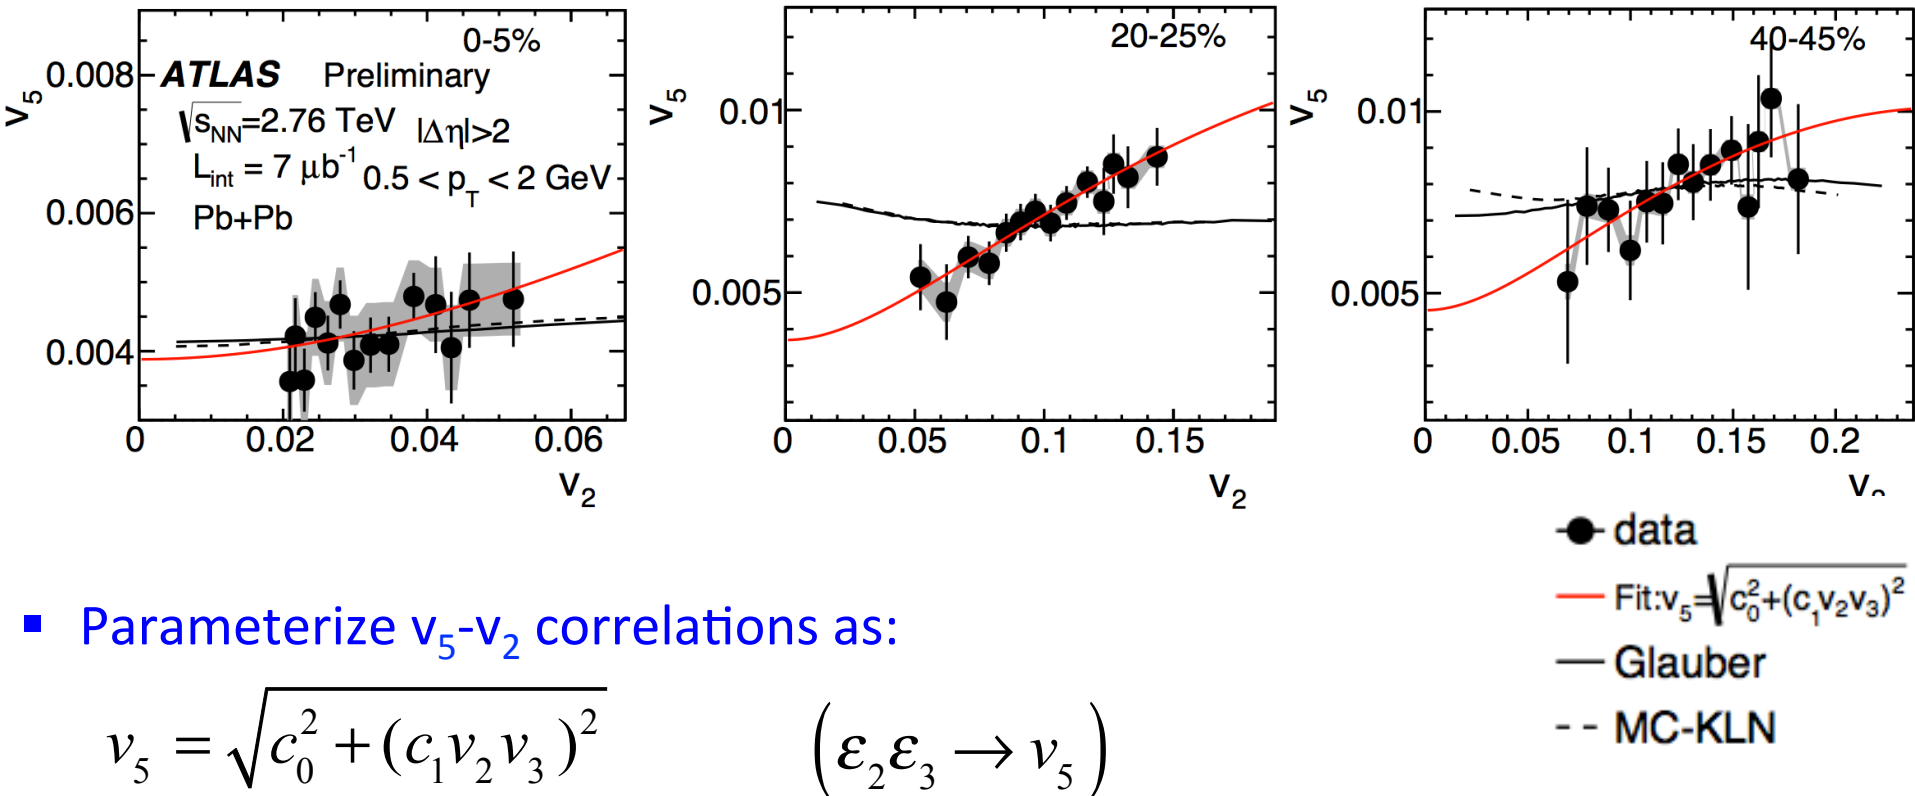 0-5%
ATLAS Preliminary
√s_NN=2.76 TeV |Δη|>2
L_int = 7 μb⁻¹ 0.5 < p_T < 2 GeV
Pb+Pb
v₅
0.008
0.006
0.004
0 0.02 0.04 0.06
v₂
20-25%
v₅
0.01
0.005
0 0.05 0.1 0.15
v₂
40-45%
v₅
0.01
0.005
0 0.05 0.1 0.15 0.2
v₂
data
Fit:v₅=√c₀²+(c₁v₂v₃)²
Glauber
MC-KLN
▪ Parameterize v₅-v₂ correlations as:
v₅ = √c₀² + (c₁v₂v₃)² (ε₂ε₃ → v₅)